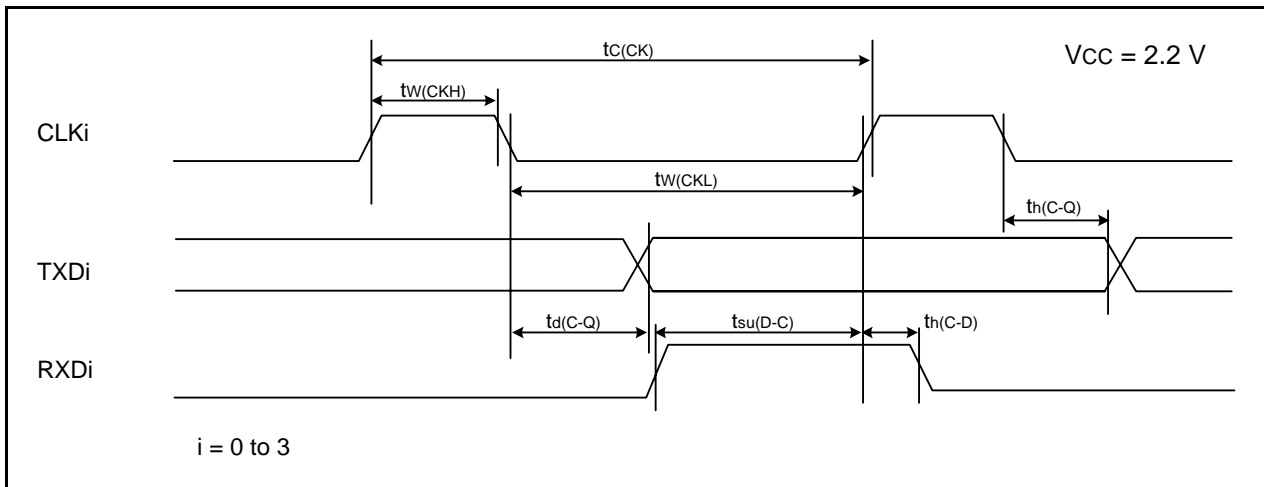 tC(CK)
VCC = 2.2 V
tW(CKH)
CLKi
tW(CKL)
th(C-Q)
TXDi
td(C-Q)
tsu(D-C)
th(C-D)
RXDi
i = 0 to 3